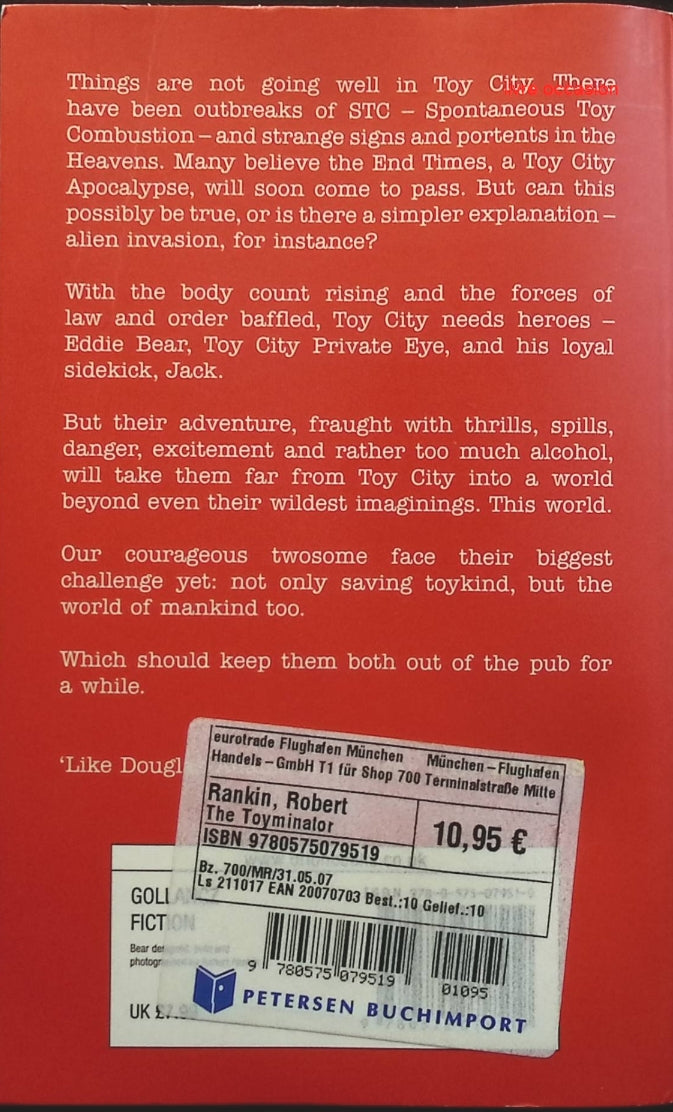 Things are not going well in Toy City. There
have been outbreaks of STC – Spontaneous Toy
Combustion – and strange signs and portents in the
Heavens. Many believe the End Times, a Toy City
Apocalypse, will soon come to pass. But can this
possibly be true, or is there a simpler explanation –
alien invasion, for instance?
With the body count rising and the forces of
law and order baffled, Toy City needs heroes –
Eddie Bear, Toy City Private Eye, and his loyal
sidekick, Jack.
But their adventure, fraught with thrills, spills,
danger, excitement and rather too much alcohol,
will take them far from Toy City into a world
beyond even their wildest imaginings. This world.
Our courageous twosome face their biggest
challenge yet: not only saving toykind, but the
world of mankind too.
Which should keep them both out of the pub for
a while.
‘Like Dougl
eurotrade Flughafen München München – Flughafen
Handels – GmbH T1 für Shop 700 Terminalstraße Mitte
Rankin, Robert
The Toyminator
ISBN 9780575079519
10,95 €
Bz. 700/MR/31.05.07
Ls 211017 EAN 20070703 Best.:10 Gelief.:10
GOLLANCZ
FICTION
Bear
9 780575 079519
01095
UK £7.99
PETERSEN BUCHIMPORT